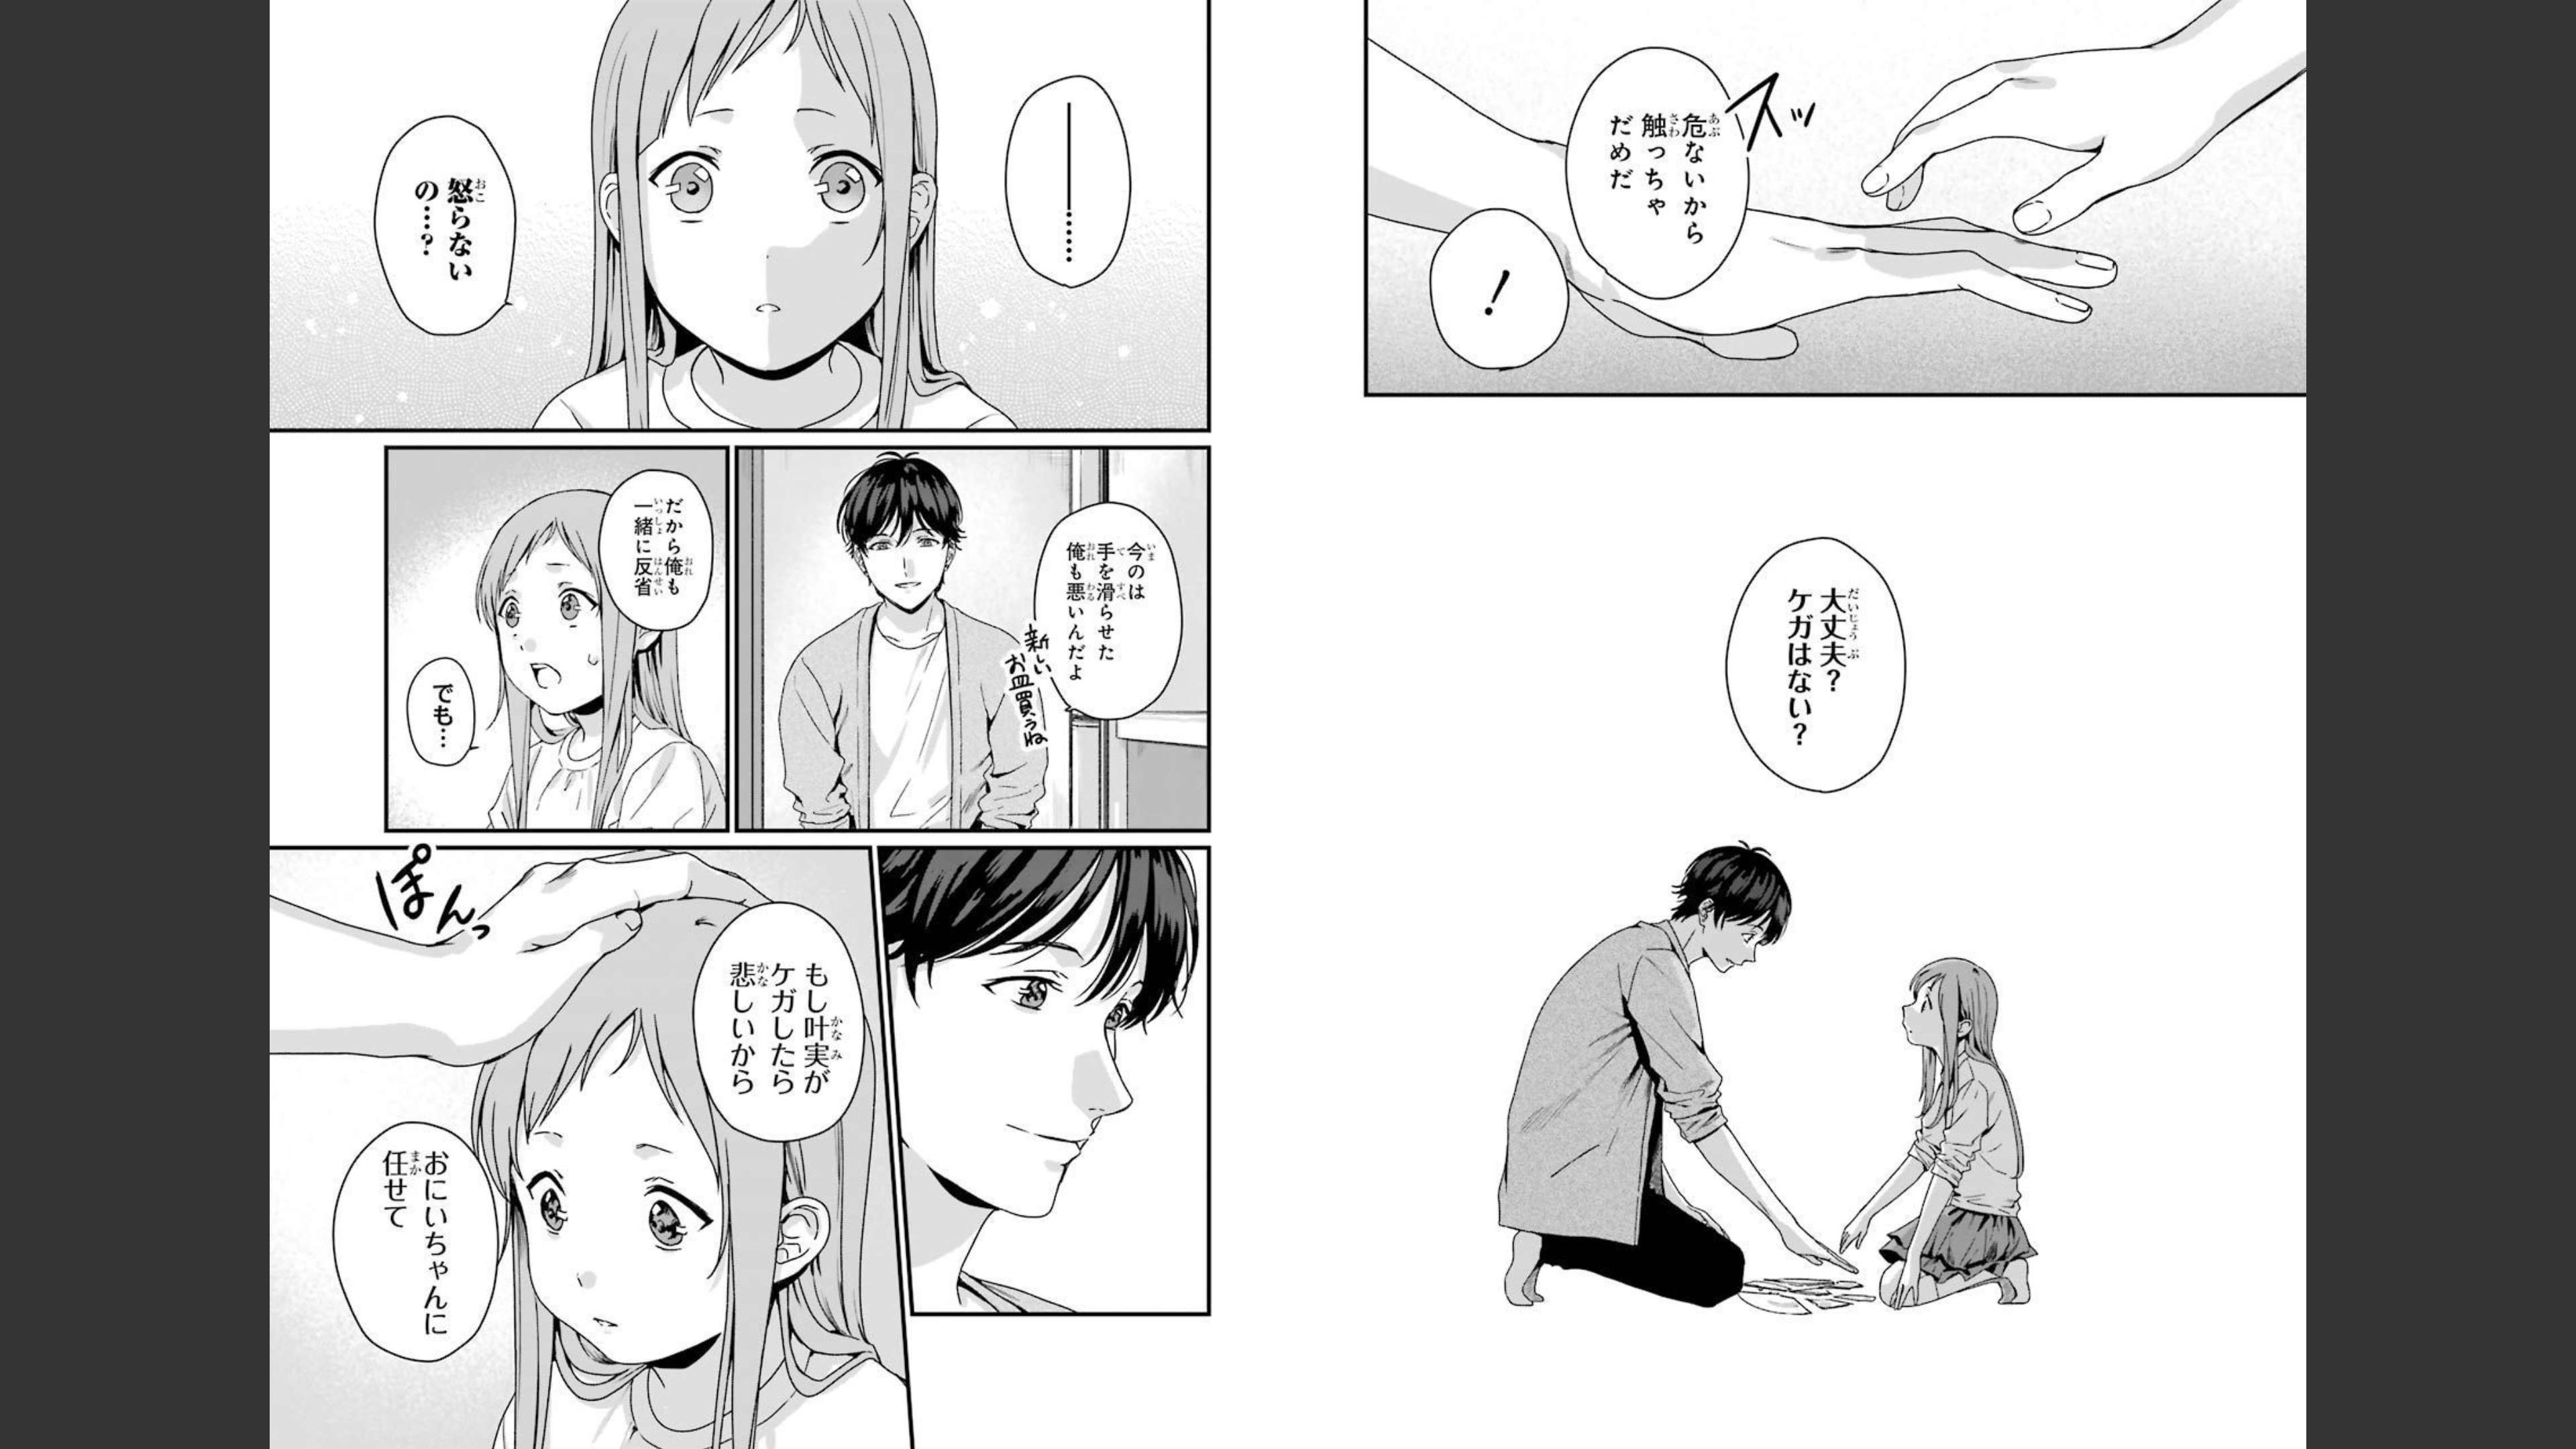 スッ
危ないから
触っちゃ
だめだ
！
大丈夫？
ケガはない？
――……
怒らない
の…？
今のは
手を滑らせた
俺も悪いんだよ
新しい
お皿買うね
だから俺も
一緒に反省
でも…
ぽんっ
もし叶実が
ケガしたら
悲しいから
おにいちゃんに
任せて